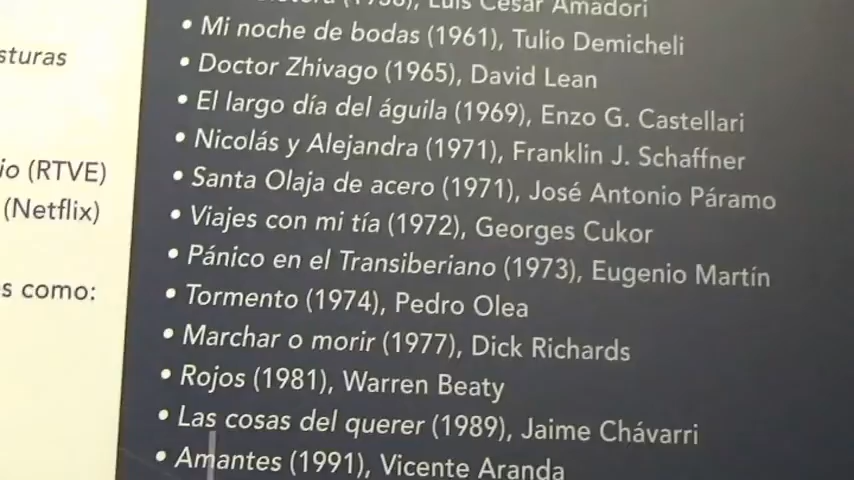 sturas
io (RTVE)
(Netflix)
s como:
Luis César Amadori
• Mi noche de bodas (1961), Tulio Demicheli
• Doctor Zhivago (1965), David Lean
• El largo día del águila (1969), Enzo G. Castellari
• Nicolás y Alejandra (1971), Franklin J. Schaffner
• Santa Olaja de acero (1971), José Antonio Páramo
• Viajes con mi tía (1972), Georges Cukor
• Pánico en el Transiberiano (1973), Eugenio Martín
• Tormento (1974), Pedro Olea
• Marchar o morir (1977), Dick Richards
• Rojos (1981), Warren Beaty
• Las cosas del querer (1989), Jaime Chávarri
• Amantes (1991), Vicente Aranda